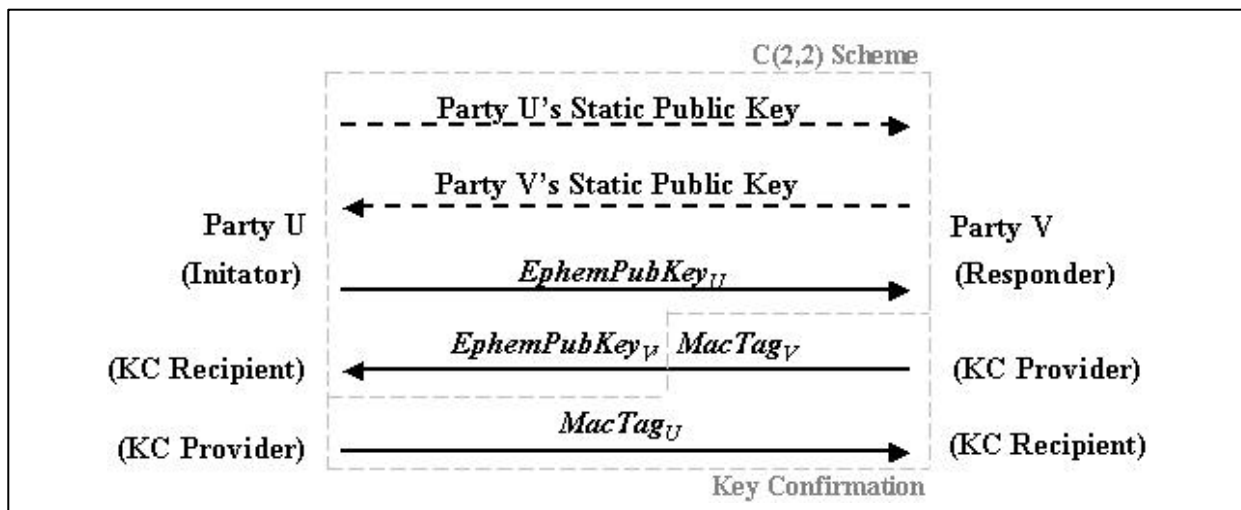 C(2,2) Scheme
Party U's Static Public Key
Party V's Static Public Key
Party U
(Initator)
Party V
(Responder)
EphemPubKeyU
EphemPubKeyV, MacTagV
(KC Recipient)
(KC Provider)
MacTagU
(KC Provider)
(KC Recipient)
Key Confirmation